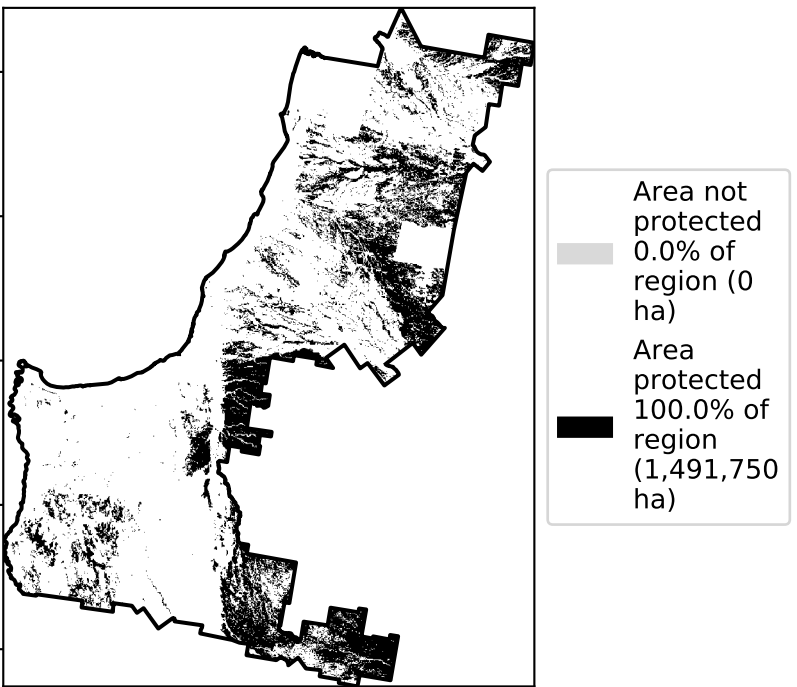 Area not
protected
0.0% of
region (0
ha)
Area
protected
100.0% of
region
(1,491,750
ha)